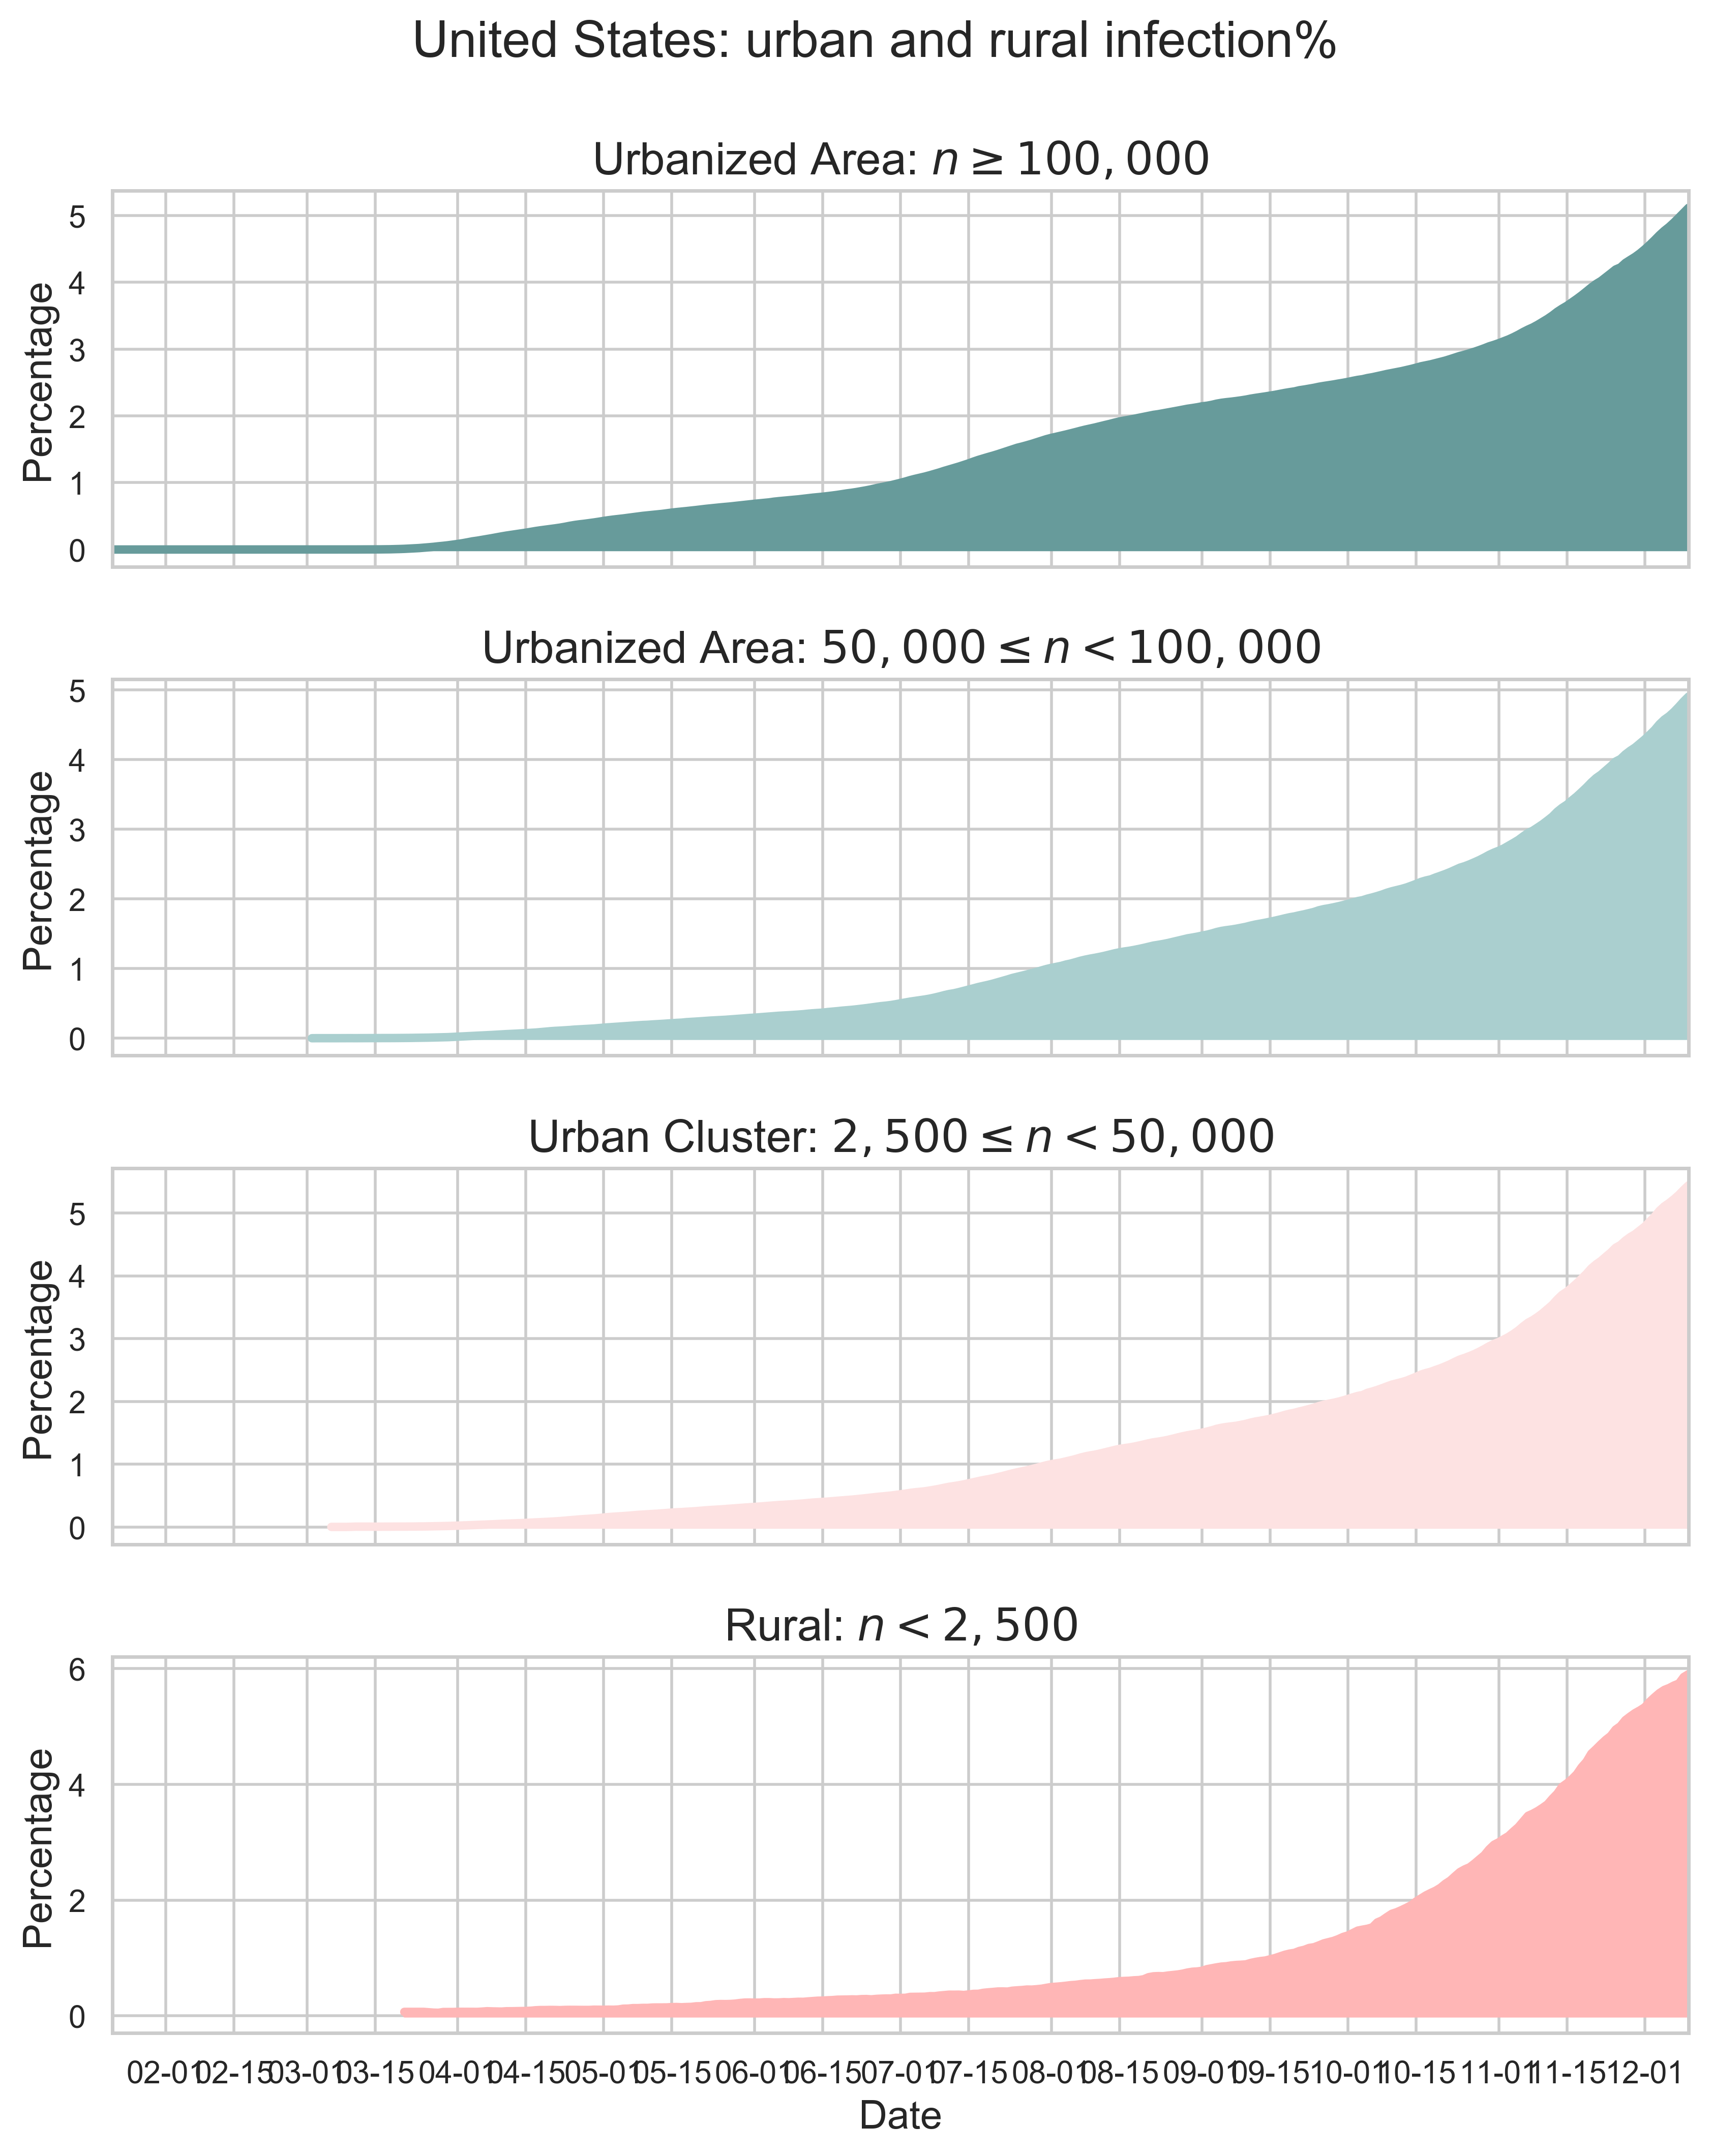 United States: urban and rural infection%
Urbanized Area: n ≥ 100, 000
5
4
3
2
1
0
Percentage
Urbanized Area: 50, 000 ≤ n < 100, 000
5
4
3
2
1
0
Percentage
Urban Cluster: 2, 500 ≤ n < 50, 000
5
4
3
2
1
0
Percentage
Rural: n < 2, 500
6
4
2
0
Percentage
02-01 02-15 03-01 03-15 04-01 04-15 05-01 05-15 06-01 06-15 07-01 07-15 08-01 08-15 09-01 09-15 10-01 10-15 11-01 11-15 12-01
Date